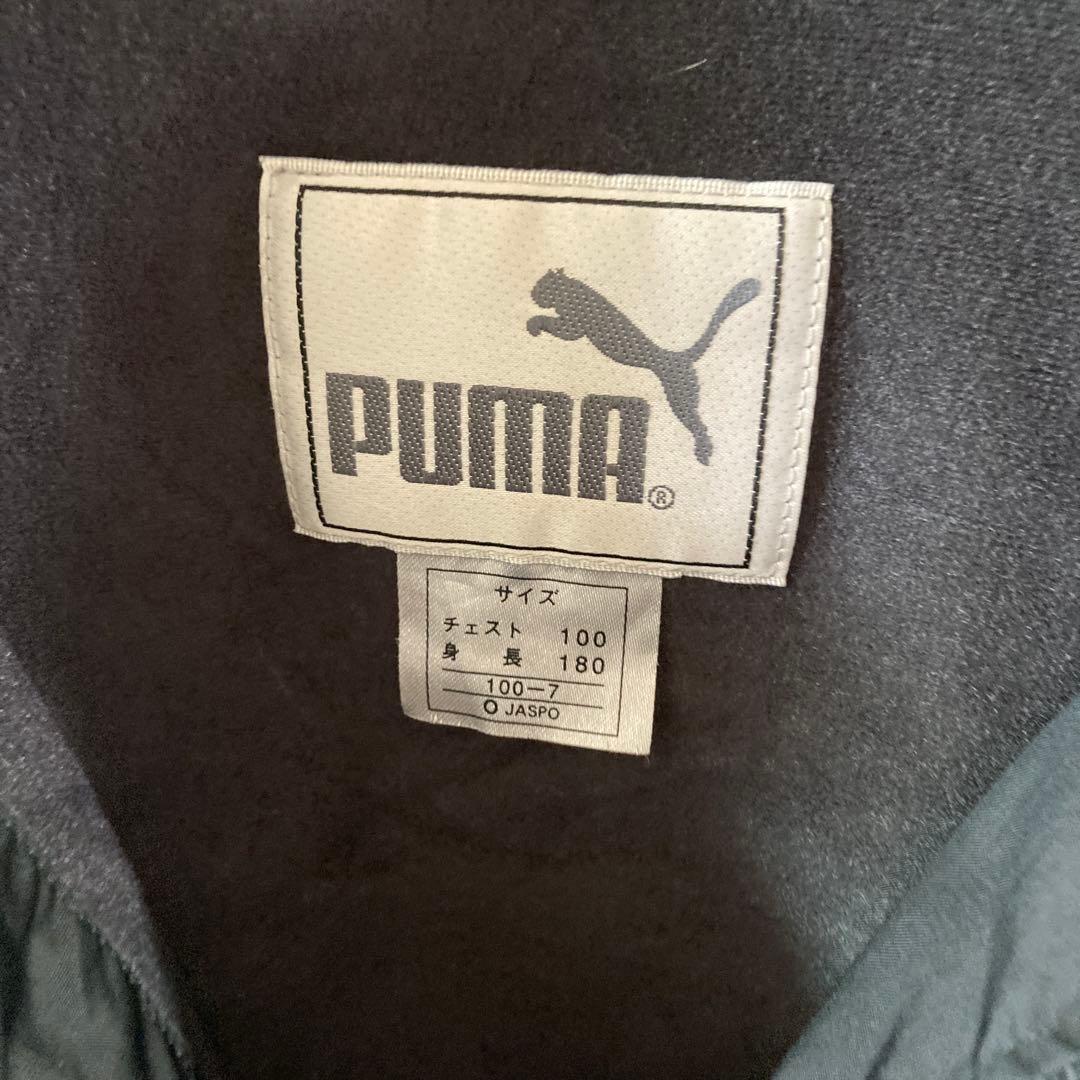 PUMA®
サイズ
チェスト 100
身長 180
100-7
O JASPO